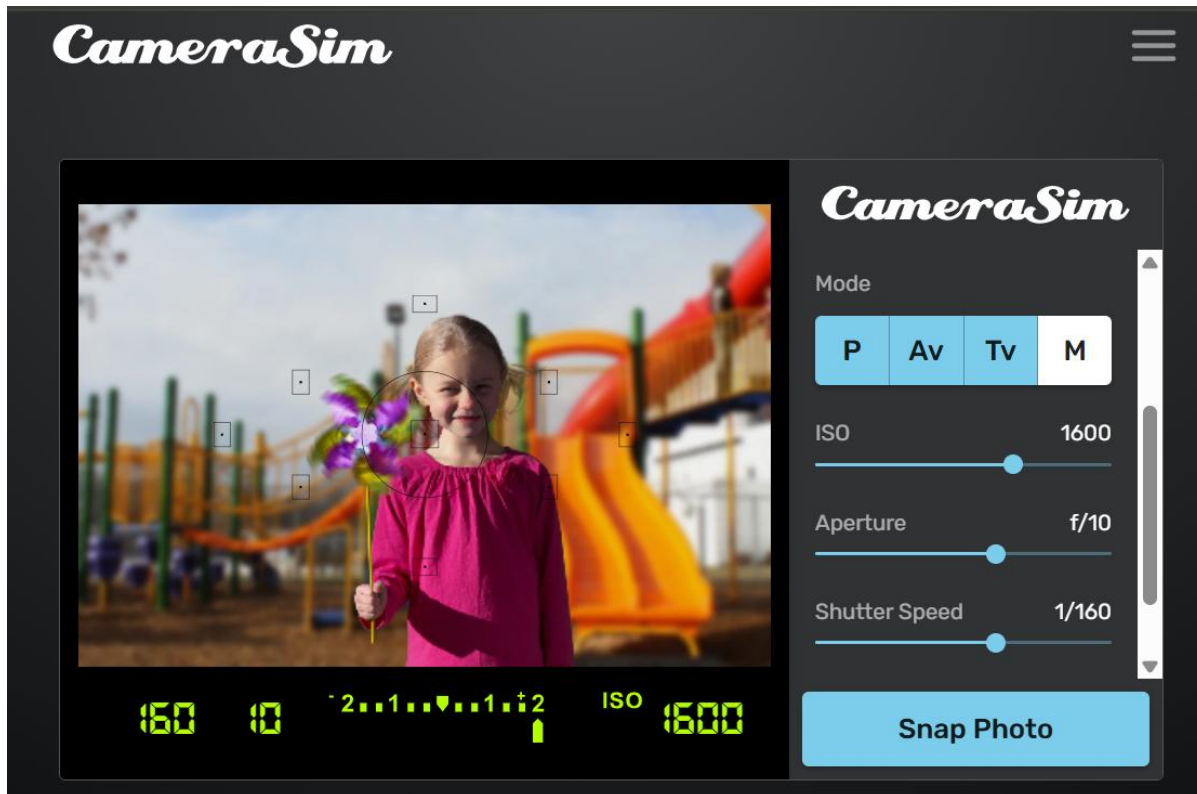 CameraSim
CameraSim
Mode
P Av Tv M
ISO 1600
Aperture f/10
Shutter Speed 1/160
160 10 - 2..1..▾..1..+2 ISO 1600
Snap Photo